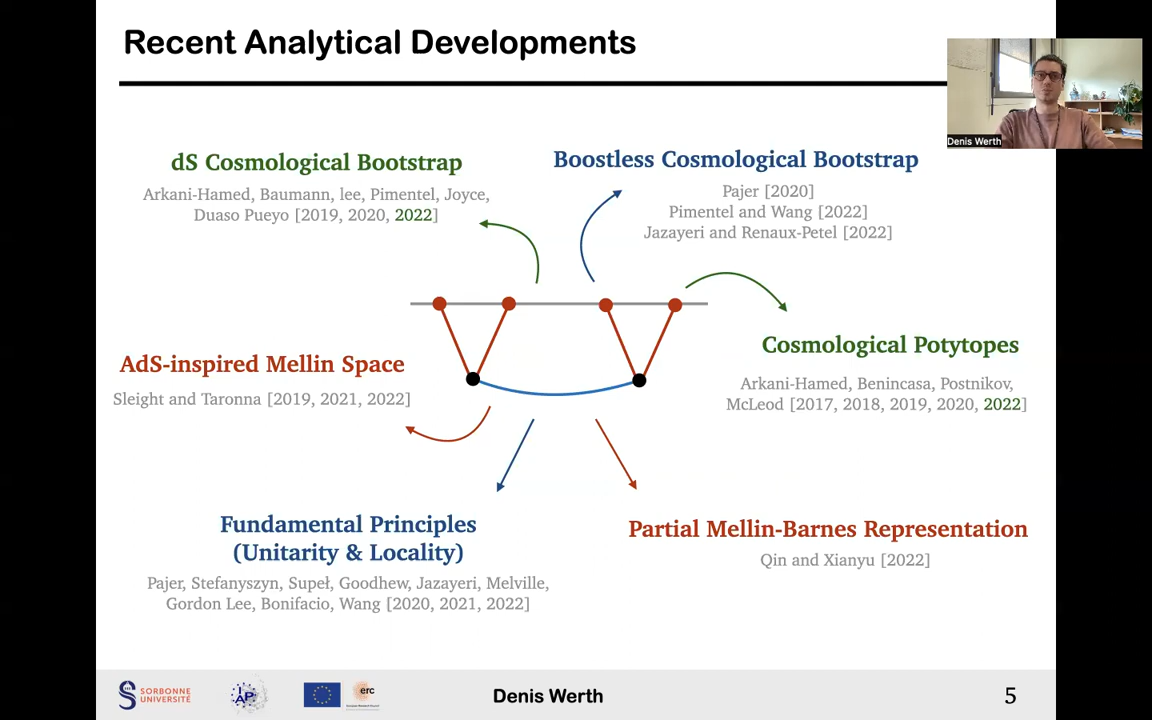 Recent Analytical Developments
Denis Werth
dS Cosmological Bootstrap
Arkani-Hamed, Baumann, lee, Pimentel, Joyce,
Duaso Pueyo [2019, 2020, 2022]
Boostless Cosmological Bootstrap
Pajer [2020]
Pimentel and Wang [2022]
Jazayeri and Renaux-Petel [2022]
AdS-inspired Mellin Space
Sleight and Taronna [2019, 2021, 2022]
Cosmological Potytopes
Arkani-Hamed, Benincasa, Postnikov,
McLeod [2017, 2018, 2019, 2020, 2022]
Fundamental Principles
(Unitarity & Locality)
Pajer, Stefanyszyn, Supeł, Goodhew, Jazayeri, Melville,
Gordon Lee, Bonifacio, Wang [2020, 2021, 2022]
Partial Mellin-Barnes Representation
Qin and Xianyu [2022]
SORBONNE
UNIVERSITÉ
IAP
erc
Denis Werth
5